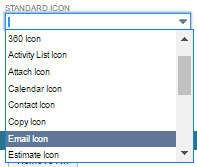 STANDARD ICON
360 Icon
Activity List Icon
Attach Icon
Calendar Icon
Contact Icon
Copy Icon
Email Icon
Estimate Icon